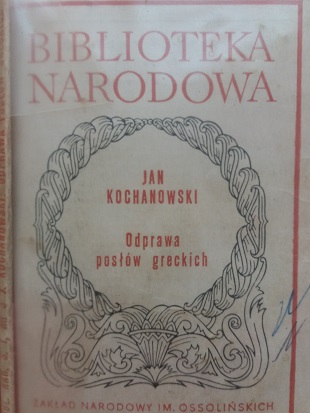 BIBLIOTEKA
NARODOWA
JAN
KOCHANOWSKI
Odprawa
posłów greckich
ZAKŁAD NARODOWY IM. OSSOLIŃSKICH